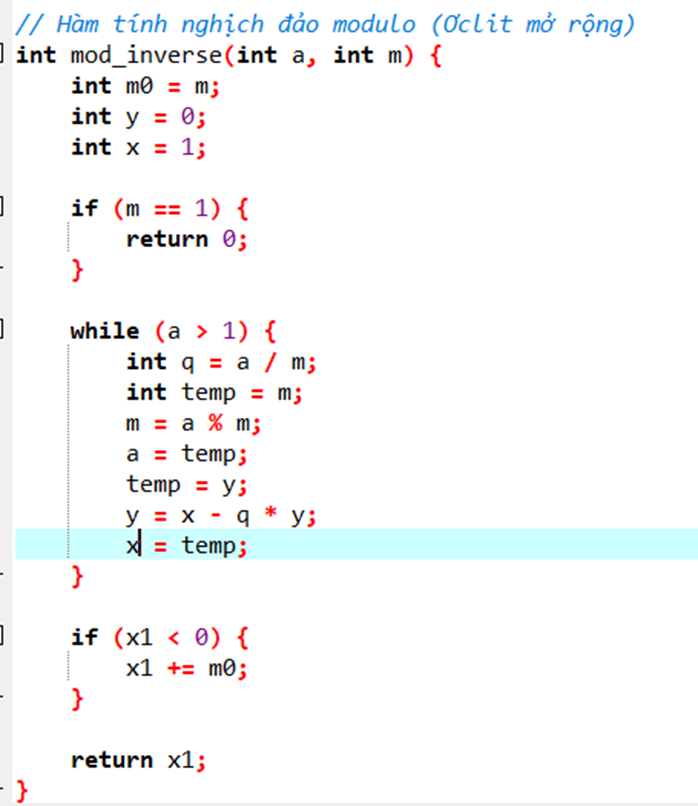 // Hàm tính nghịch đảo modulo (Ơclit mở rộng)
int mod_inverse(int a, int m) {
    int m0 = m;
    int y = 0;
    int x = 1;

    if (m == 1) {
        return 0;
    }

    while (a > 1) {
        int q = a / m;
        int temp = m;
        m = a % m;
        a = temp;
        temp = y;
        y = x - q * y;
        x = temp;
    }

    if (x1 < 0) {
        x1 += m0;
    }

    return x1;
}